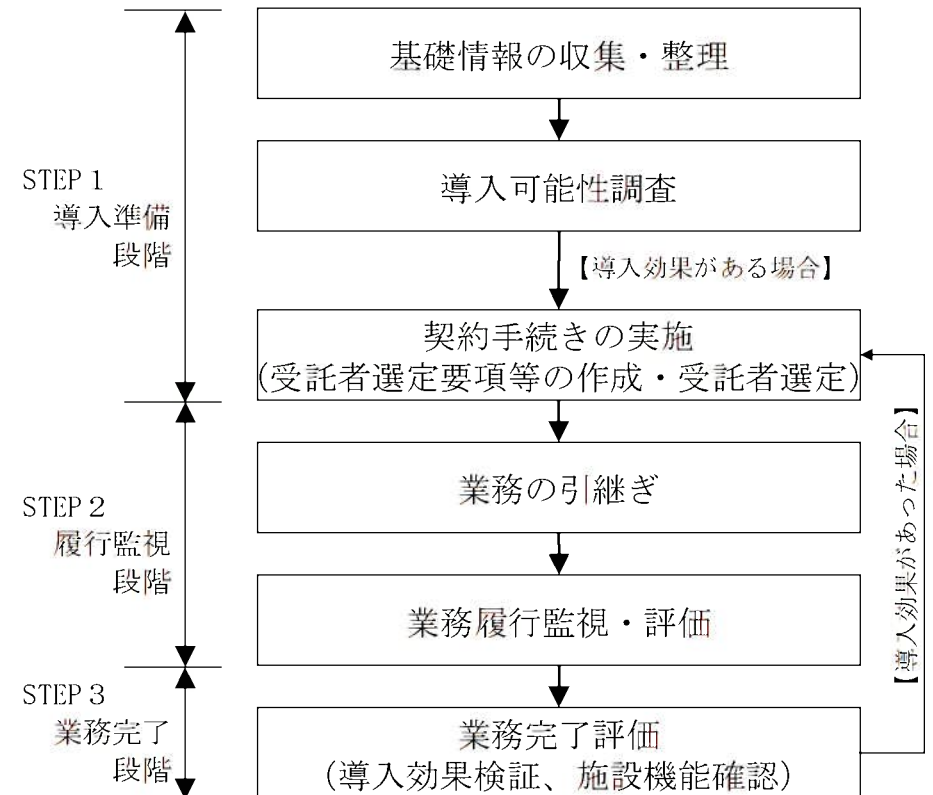 基礎情報の収集・整理
STEP 1
導入準備
段階
導入可能性調査
【導入効果がある場合】
契約手続きの実施
(受託者選定要項等の作成・受託者選定)
STEP 2
履行監視
段階
業務の引継ぎ
業務履行監視・評価
【導入効果があった場合】
STEP 3
業務完了
段階
業務完了評価
(導入効果検証、施設機能確認)